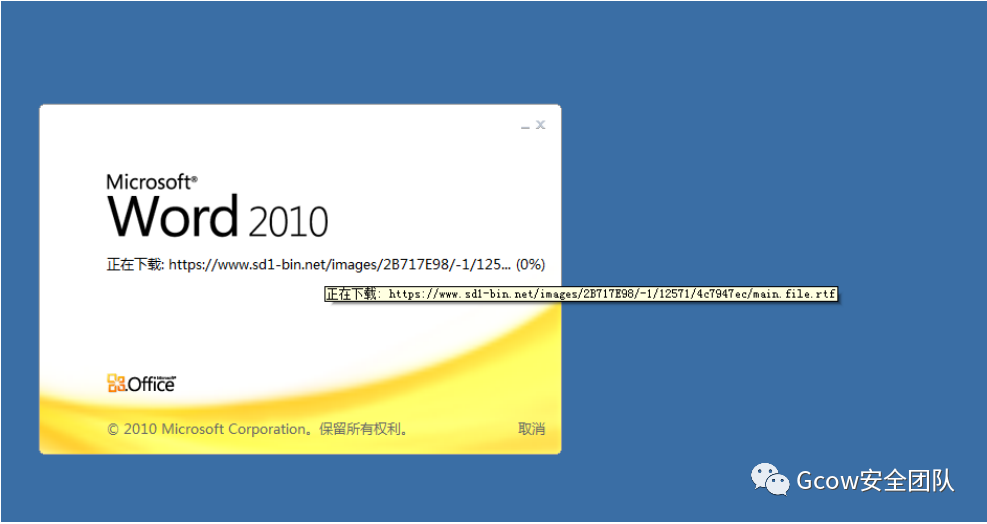 Microsoft®
Word 2010
正在下载: https://www.sd1-bin.net/images/2B717E98/-1/125... (0%)
正在下载: https://www.sd1-bin.net/images/2B717E98/-1/12571/4c7947ec/main.file.rtf
Microsoft®
Office
© 2010 Microsoft Corporation。保留所有权利。 取消
Gcow安全团队